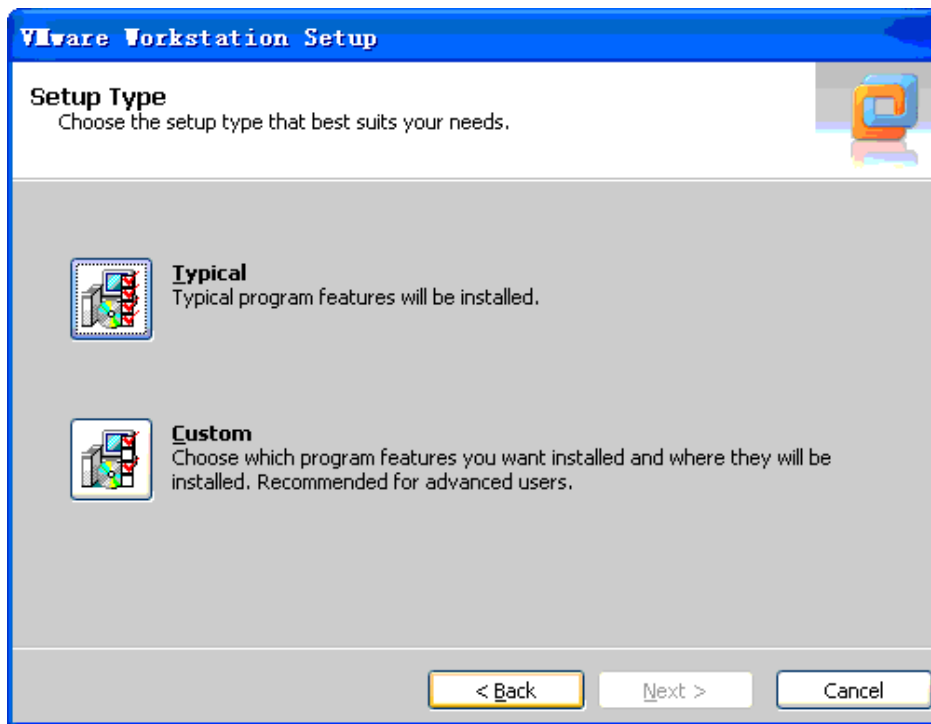 VMware Workstation Setup
Setup Type
Choose the setup type that best suits your needs.
Typical
Typical program features will be installed.
Custom
Choose which program features you want installed and where they will be
installed. Recommended for advanced users.
< Back
Next >
Cancel